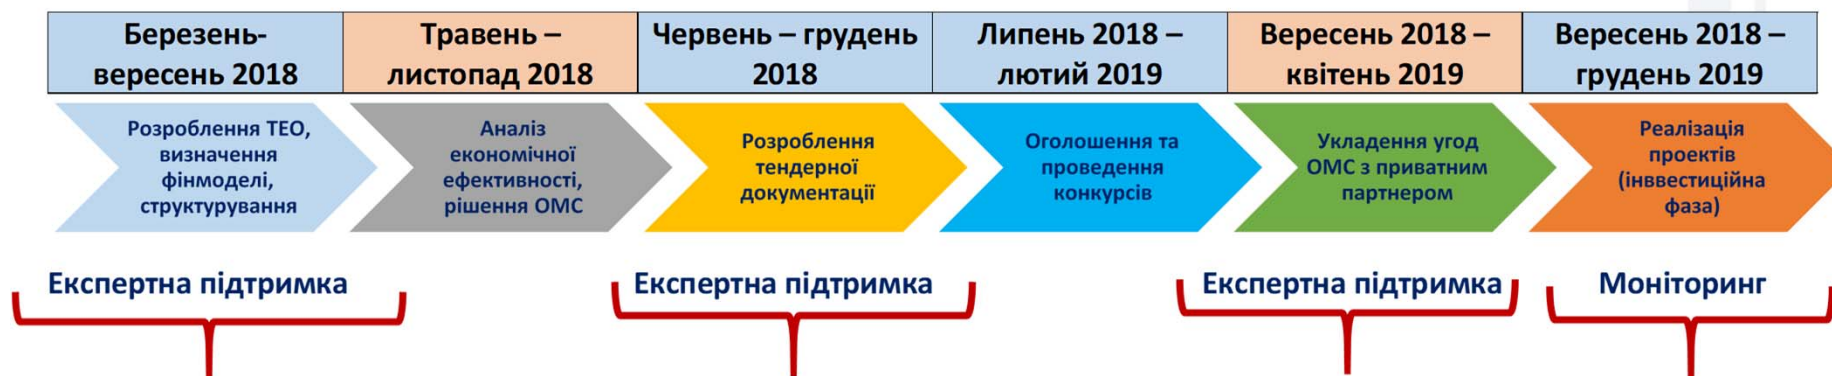 Березень-
вересень 2018
Травень –
листопад 2018
Червень – грудень
2018
Липень 2018 –
лютий 2019
Вересень 2018 –
квітень 2019
Вересень 2018 –
грудень 2019
Розроблення ТЕО,
визначення
фінмоделі,
структурування
Аналіз
економічної
ефективності,
рішення ОМС
Розроблення
тендерної
документації
Оголошення та
проведення
конкурсів
Укладення угод
ОМС з приватним
партнером
Реалізація
проектів
(інввестиційна
фаза)
Експертна підтримка
Експертна підтримка
Експертна підтримка
Моніторинг